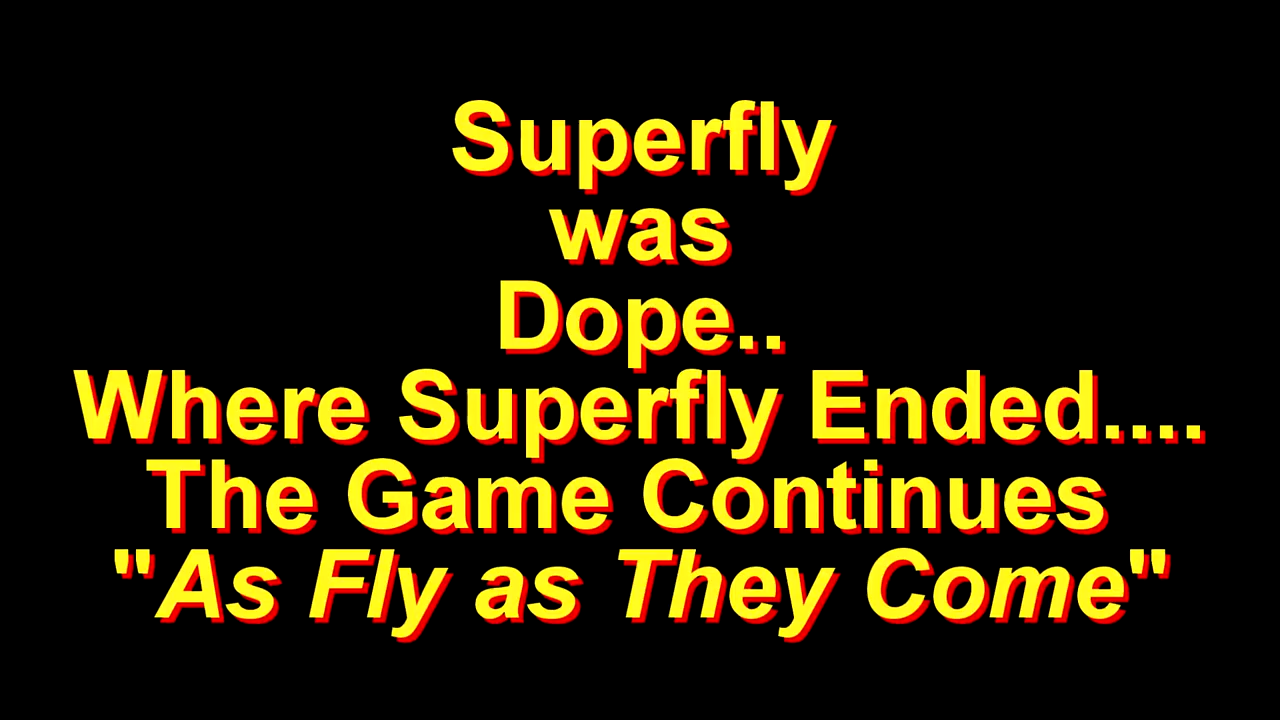 Superfly
was
Dope..
Where Superfly Ended....
The Game Continues
"As Fly as They Come"